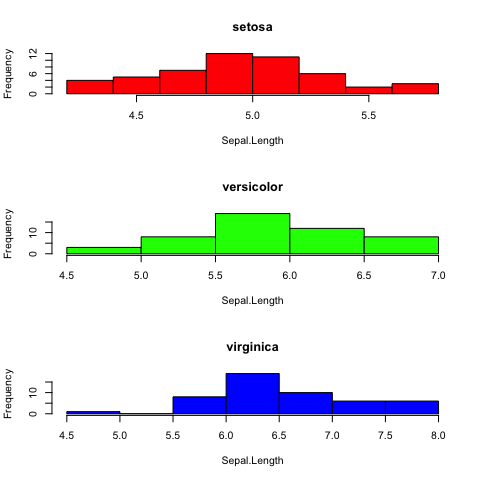 setosa
Frequency
0 6 12
4.5 5.0 5.5
Sepal.Length
versicolor
Frequency
0 10
4.5 5.0 5.5 6.0 6.5 7.0
Sepal.Length
virginica
Frequency
0 10
4.5 5.0 5.5 6.0 6.5 7.0 7.5 8.0
Sepal.Length